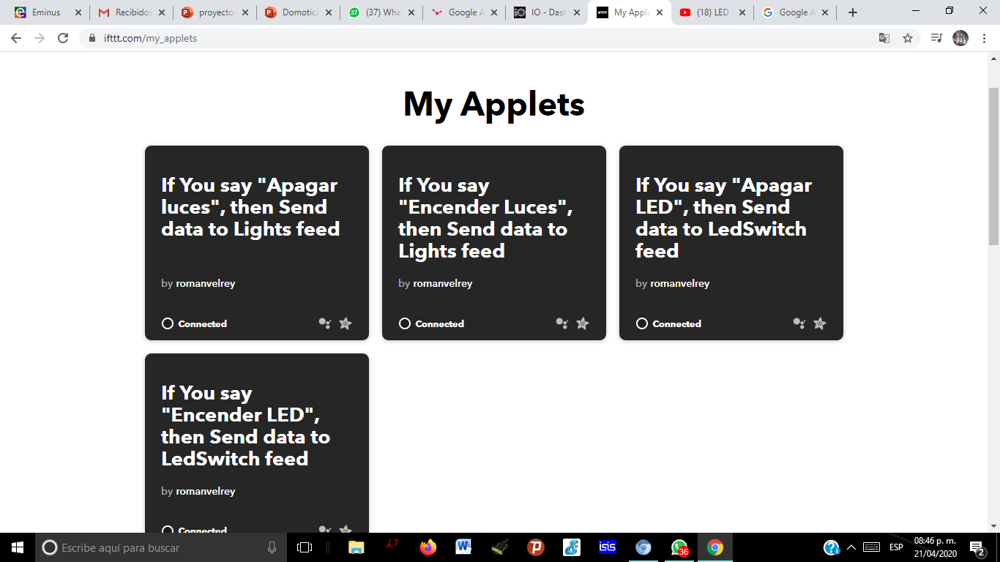 Eminus
Recibidos
proyecto
Domotica
(37) Wha
Google A
IO - Dash
My Apple
(18) LED
Google A
ifttt.com/my_applets
My Applets
If You say "Apagar
luces", then Send
data to Lights feed
by romanvelrey
Connected
If You say
"Encender Luces",
then Send data to
Lights feed
by romanvelrey
Connected
If You say "Apagar
LED", then Send
data to LedSwitch
feed
by romanvelrey
Connected
If You say
"Encender LED",
then Send data to
LedSwitch feed
by romanvelrey
Connected
Escribe aquí para buscar
isis
36
ESP
08:46 p. m.
21/04/2020
2